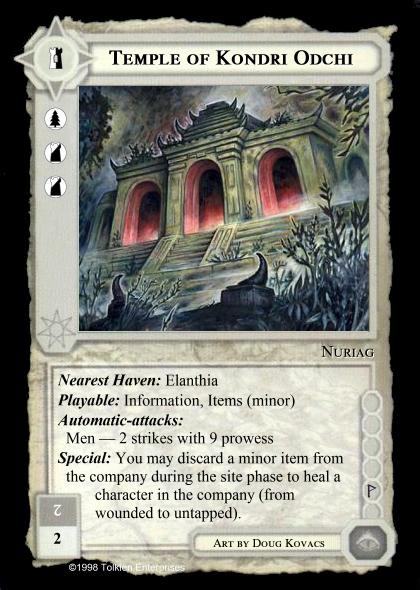 Temple of Kondri Odchi
Nuriag
Nearest Haven: Elanthia
Playable: Information, Items (minor)
Automatic-attacks:
Men — 2 strikes with 9 prowess
Special: You may discard a minor item from
the company during the site phase to heal a
character in the company (from
wounded to untapped).
2
2
Art by Doug Kovacs
©1998 Tolkien Enterprises